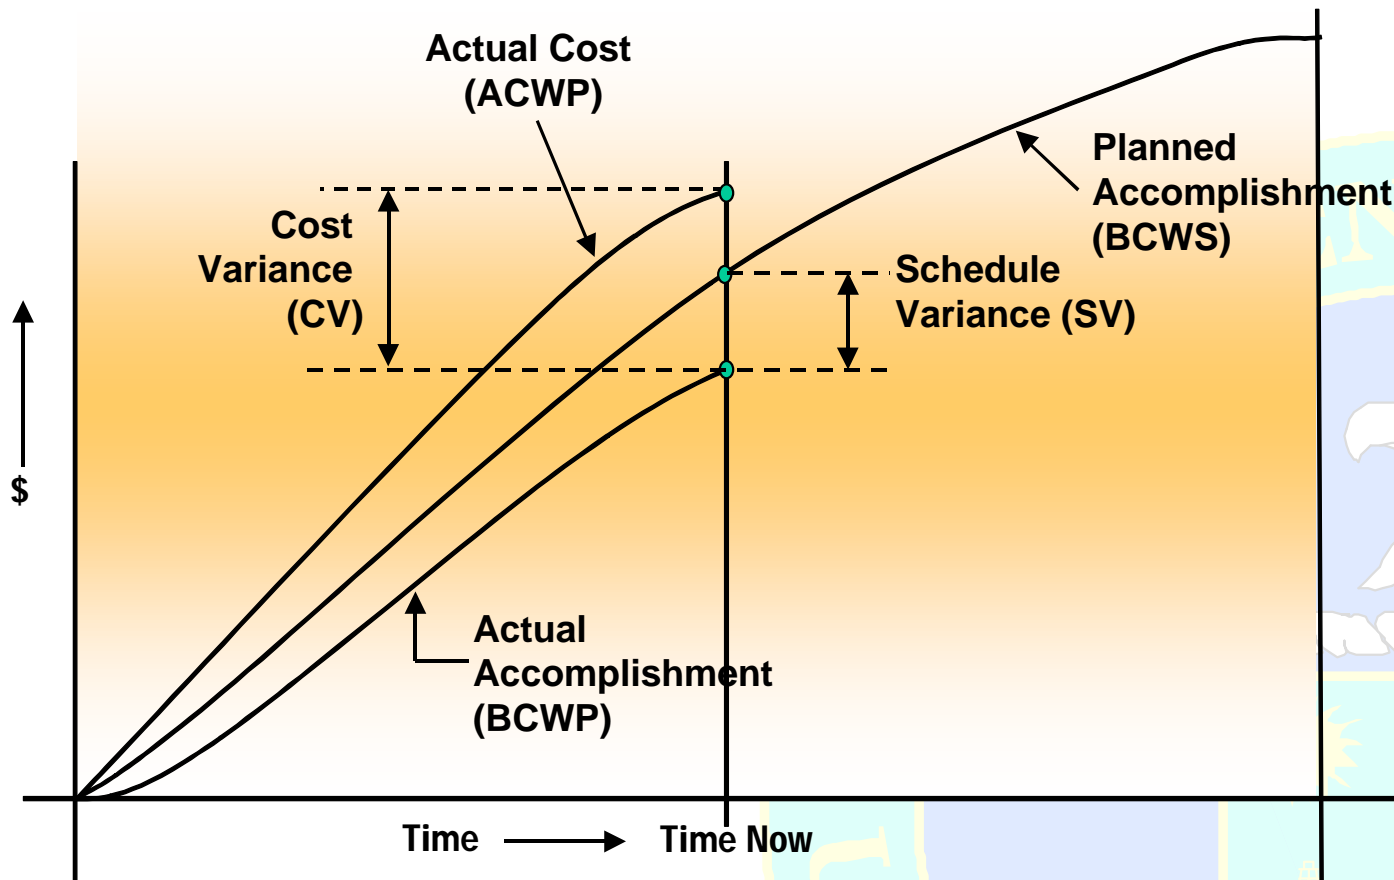 Actual Cost
(ACWP)
Planned
Accomplishment
(BCWS)
Cost
Variance
(CV)
Schedule
Variance (SV)
$
Actual
Accomplishment
(BCWP)
Time
Time Now